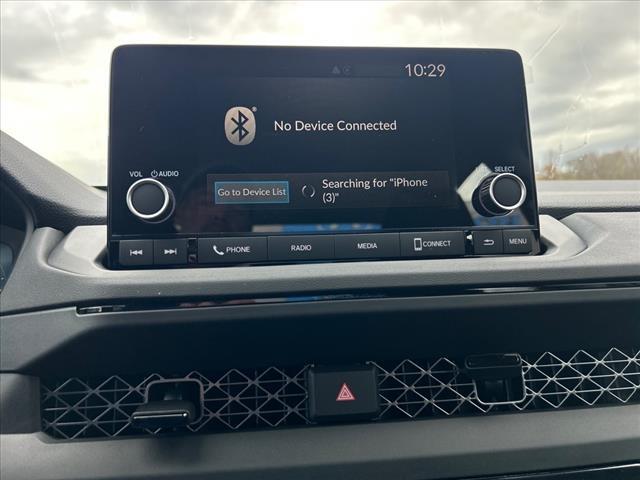 10:29
®
No Device Connected
VOL AUDIO
SELECT
Go to Device List
Searching for "iPhone
(3)"
PHONE
RADIO
MEDIA
CONNECT
MENU